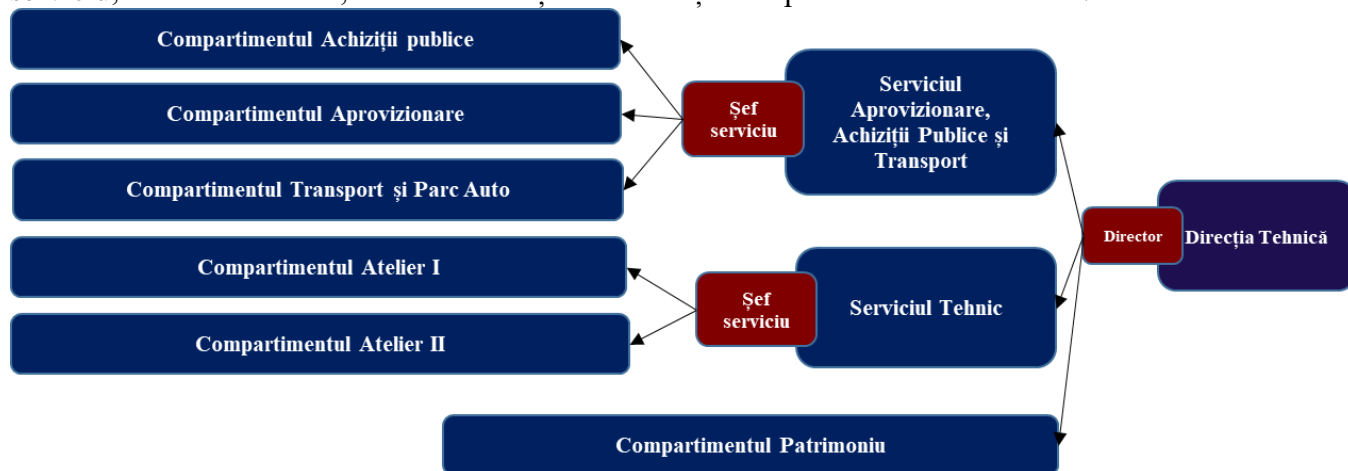 Compartimentul Achiziții publice
Compartimentul Aprovizionare
Compartimentul Transport și Parc Auto
Șef
serviciu
Serviciul
Aprovizionare,
Achiziții Publice și
Transport
Compartimentul Atelier I
Compartimentul Atelier II
Șef
serviciu
Serviciul Tehnic
Director
Direcția Tehnică
Compartimentul Patrimoniu